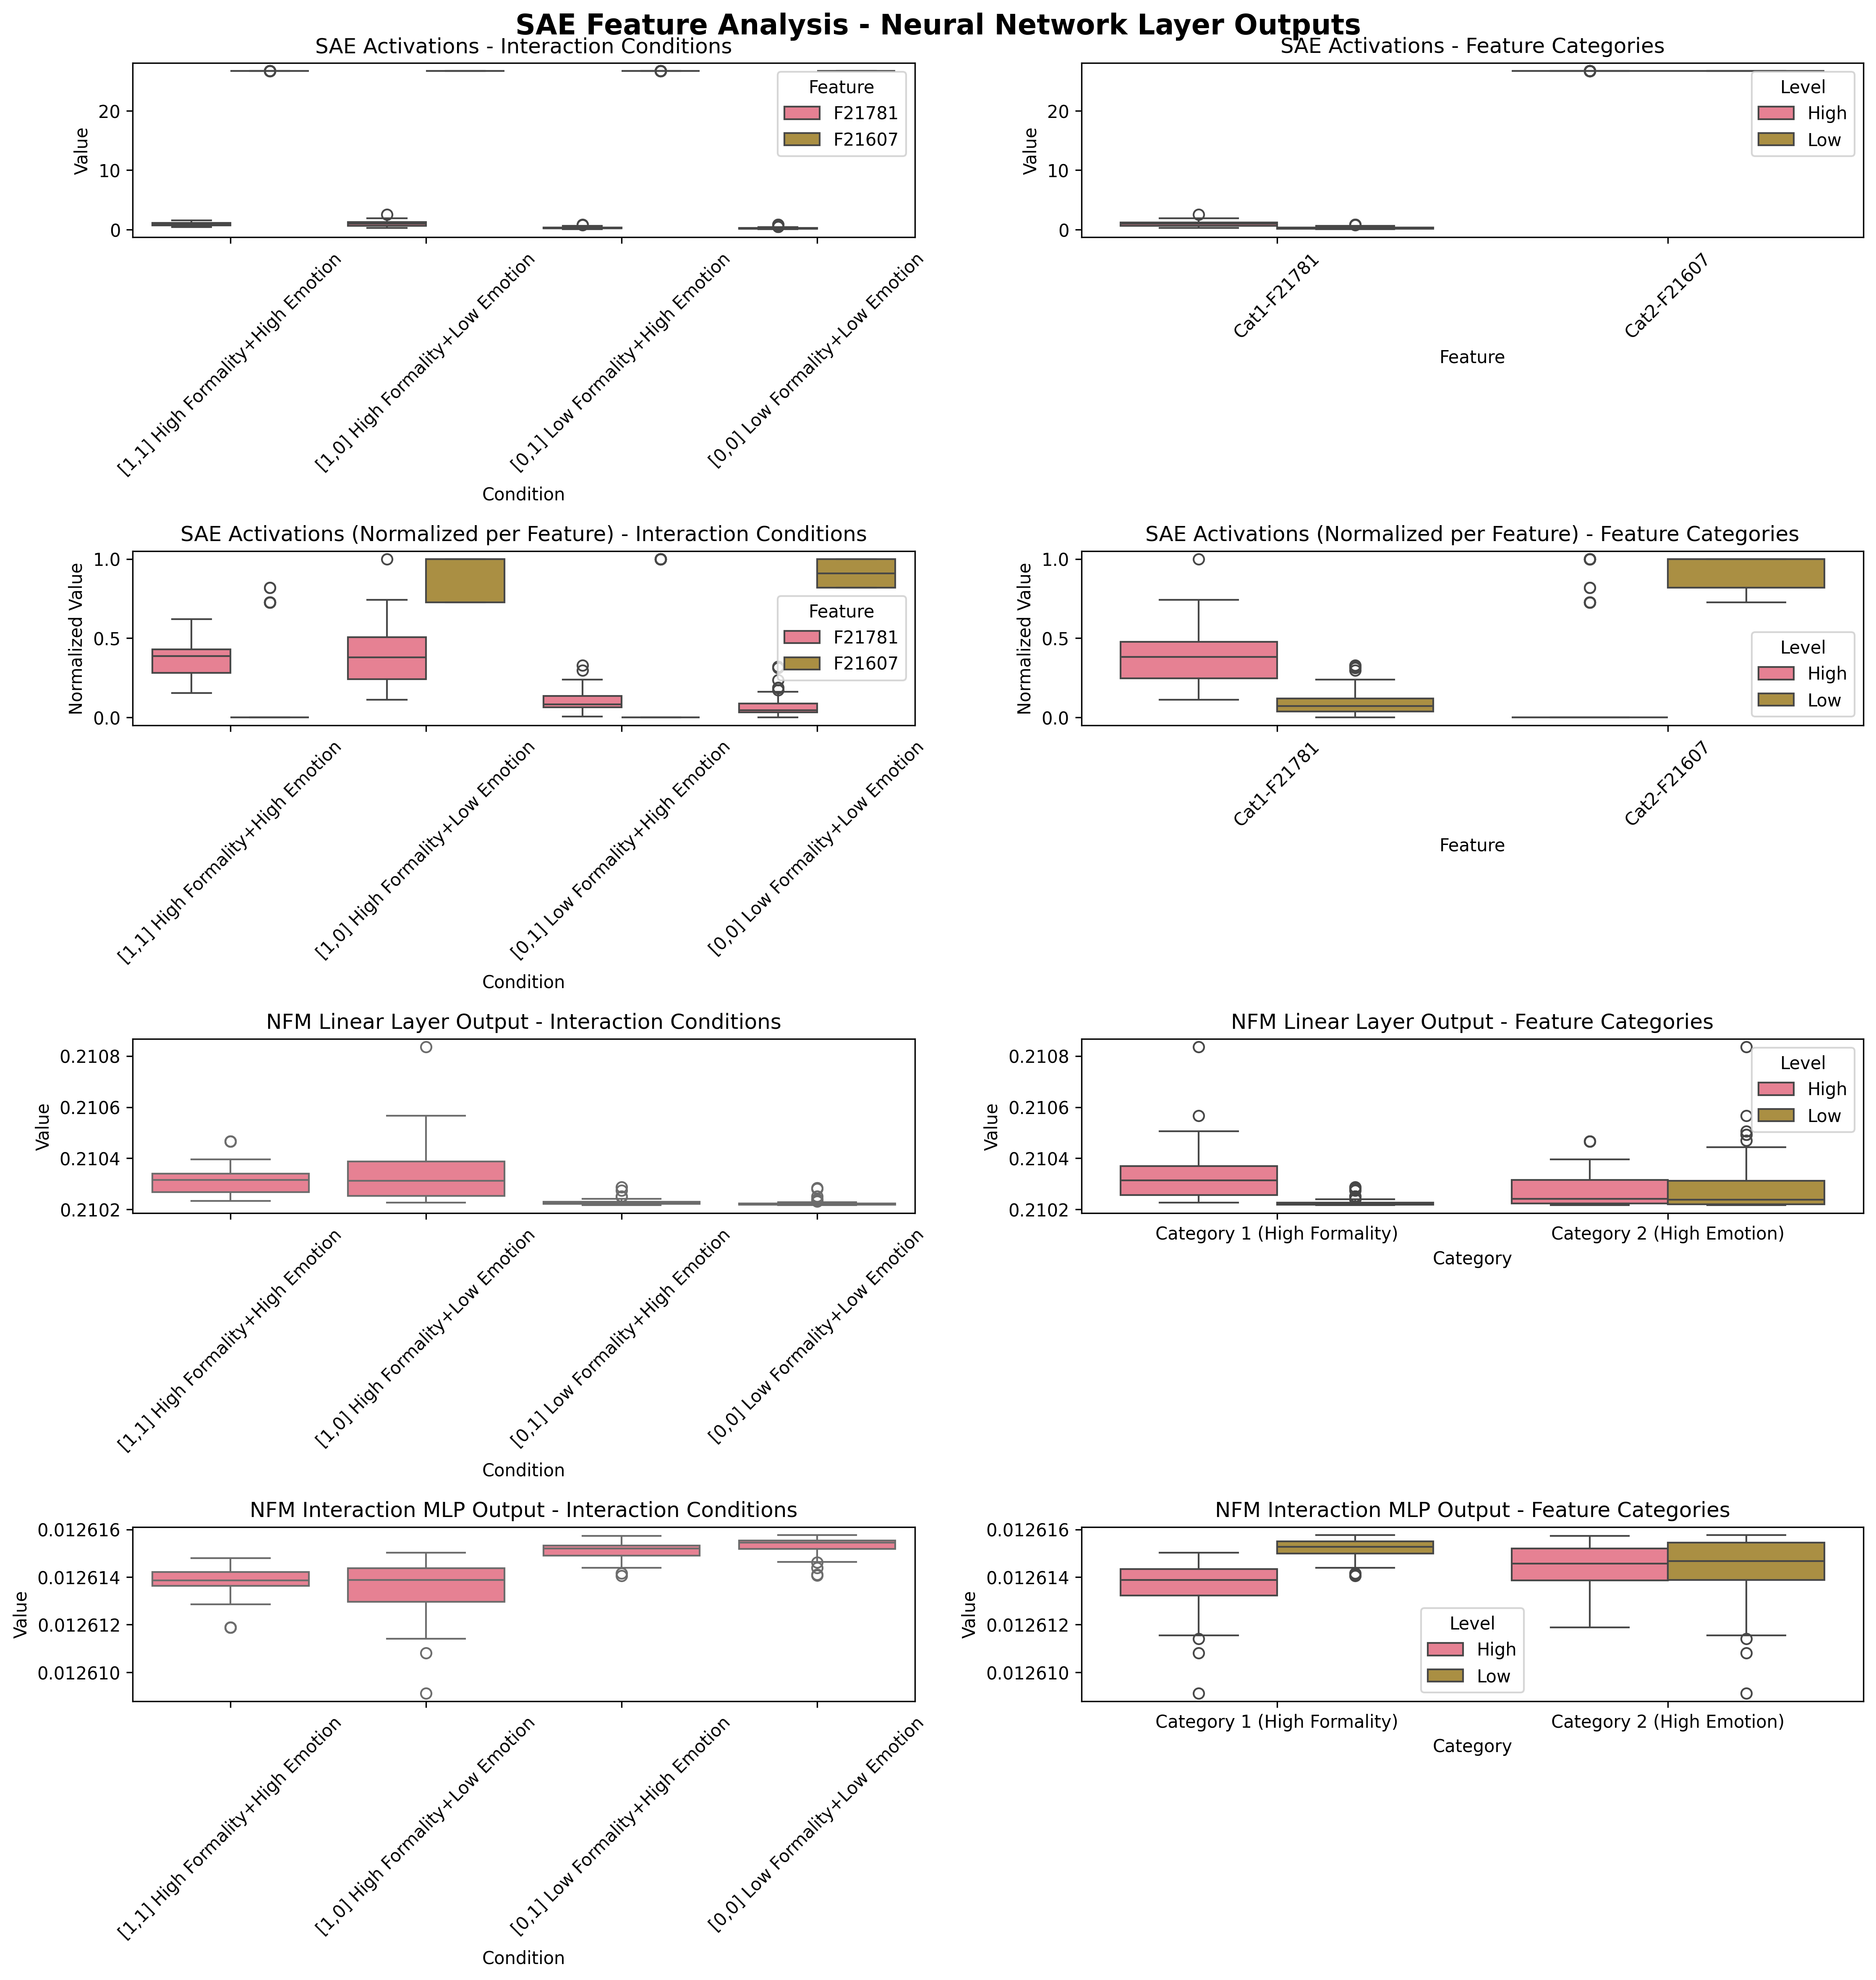 SAE Feature Analysis - Neural Network Layer Outputs
SAE Activations - Interaction Conditions
Value
20
10
0
Feature
F21781
F21607
[1,1] High Formality+High Emotion
[1,0] High Formality+Low Emotion
[0,1] Low Formality+High Emotion
[0,0] Low Formality+Low Emotion
Condition
SAE Activations - Feature Categories
Value
20
10
0
Level
High
Low
Cat1-F21781
Cat2-F21607
Feature
SAE Activations (Normalized per Feature) - Interaction Conditions
Normalized Value
1.0
0.5
0.0
Feature
F21781
F21607
[1,1] High Formality+High Emotion
[1,0] High Formality+Low Emotion
[0,1] Low Formality+High Emotion
[0,0] Low Formality+Low Emotion
Condition
SAE Activations (Normalized per Feature) - Feature Categories
Normalized Value
1.0
0.5
0.0
Level
High
Low
Cat1-F21781
Cat2-F21607
Feature
NFM Linear Layer Output - Interaction Conditions
Value
0.2108
0.2106
0.2104
0.2102
[1,1] High Formality+High Emotion
[1,0] High Formality+Low Emotion
[0,1] Low Formality+High Emotion
[0,0] Low Formality+Low Emotion
Condition
NFM Linear Layer Output - Feature Categories
Value
0.2108
0.2106
0.2104
0.2102
Level
High
Low
Category 1 (High Formality)
Category 2 (High Emotion)
Category
NFM Interaction MLP Output - Interaction Conditions
Value
0.012616
0.012614
0.012612
0.012610
[1,1] High Formality+High Emotion
[1,0] High Formality+Low Emotion
[0,1] Low Formality+High Emotion
[0,0] Low Formality+Low Emotion
Condition
NFM Interaction MLP Output - Feature Categories
Value
0.012616
0.012614
0.012612
0.012610
Level
High
Low
Category 1 (High Formality)
Category 2 (High Emotion)
Category